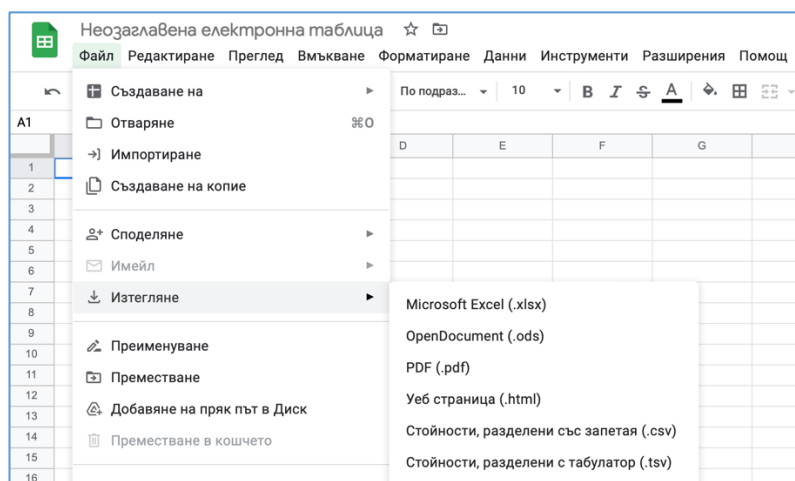 Неозаглавена електронна таблица
Файл Редактиране Преглед Вмъкване Форматиране Данни Инструменти Разширения Помощ
По подраз... 10 B I S A
A1
D E F G
Създаване на
Отваряне ⌘O
Импортиране
Създаване на копие
Споделяне
Имейл
Изтегляне
Microsoft Excel (.xlsx)
OpenDocument (.ods)
PDF (.pdf)
Уеб страница (.html)
Стойности, разделени със запетая (.csv)
Стойности, разделени с табулатор (.tsv)
Преименуване
Преместване
Добавяне на пряк път в Диск
Преместване в кошчето
1
2
3
4
5
6
7
8
9
10
11
12
13
14
15
16